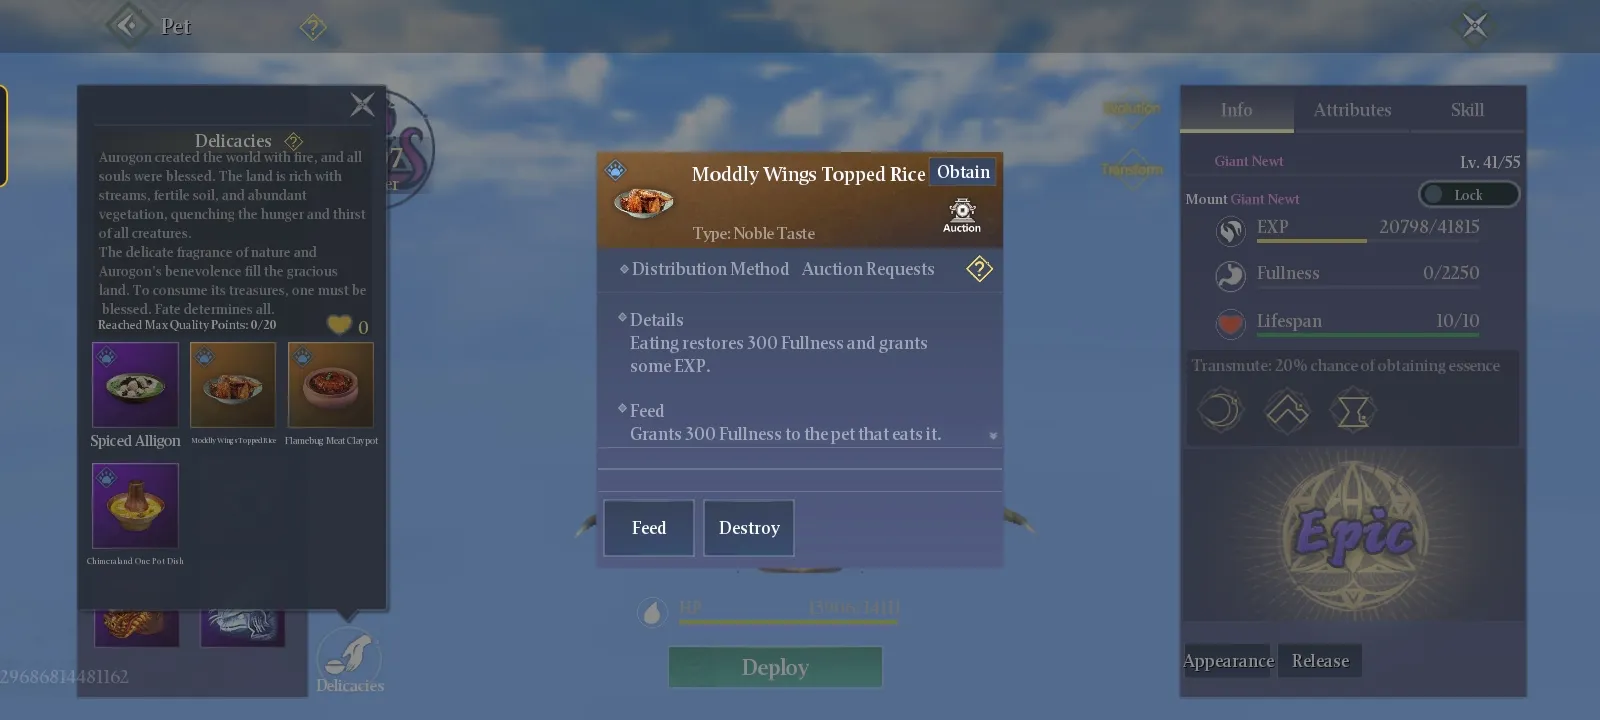 Pet
Delicacies
Aurogon created the world with fire, and all
souls were blessed. The land is rich with
streams, fertile soil, and abundant
vegetation, quenching the hunger and thirst
of all creatures.
The delicate fragrance of nature and
Aurogon's benevolence fill the gracious
land. To consume its treasures, one must be
blessed. Fate determines all.
Reached Max Quality Points: 0/20
0
Spiced Alligon
Moddly Wings Topped Rice
Flamebug Meat Claypot
Chimeraland One Pot Dish
29686814481162
Delicacies
Moddly Wings Topped Rice
Obtain
Auction
Type: Noble Taste
Distribution Method Auction Requests
Details
Eating restores 300 Fullness and grants
some EXP.
Feed
Grants 300 Fullness to the pet that eats it.
Feed
Destroy
HP
Deploy
Evolution
Transform
Info
Attributes
Skill
Giant Newt
Lv. 41/55
Mount Giant Newt
Lock
EXP 20798/41815
Fullness 0/2250
Lifespan 10/10
Transmute: 20% chance of obtaining essence
Epic
Appearance
Release